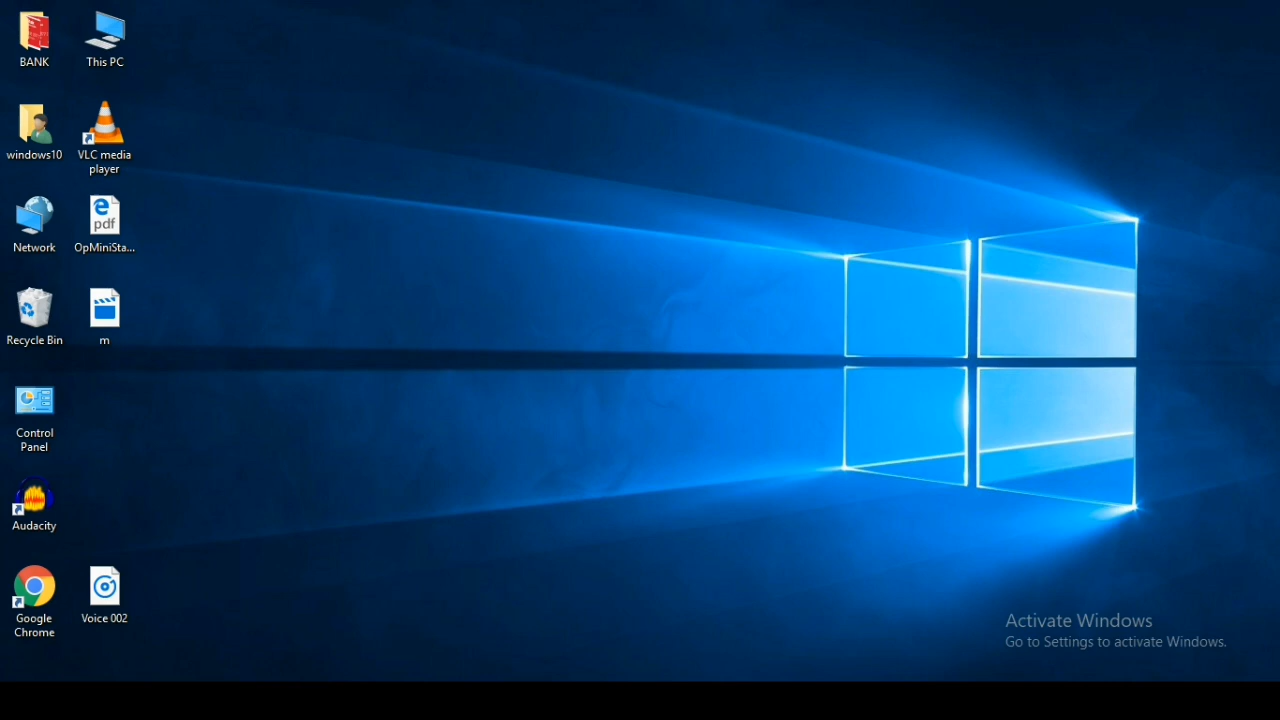 BANK
This PC
windows10
VLC media
player
pdf
Network
OpMiniSta...
Recycle Bin
m
Control
Panel
Audacity
Google
Chrome
Voice 002
Activate Windows
Go to Settings to activate Windows.